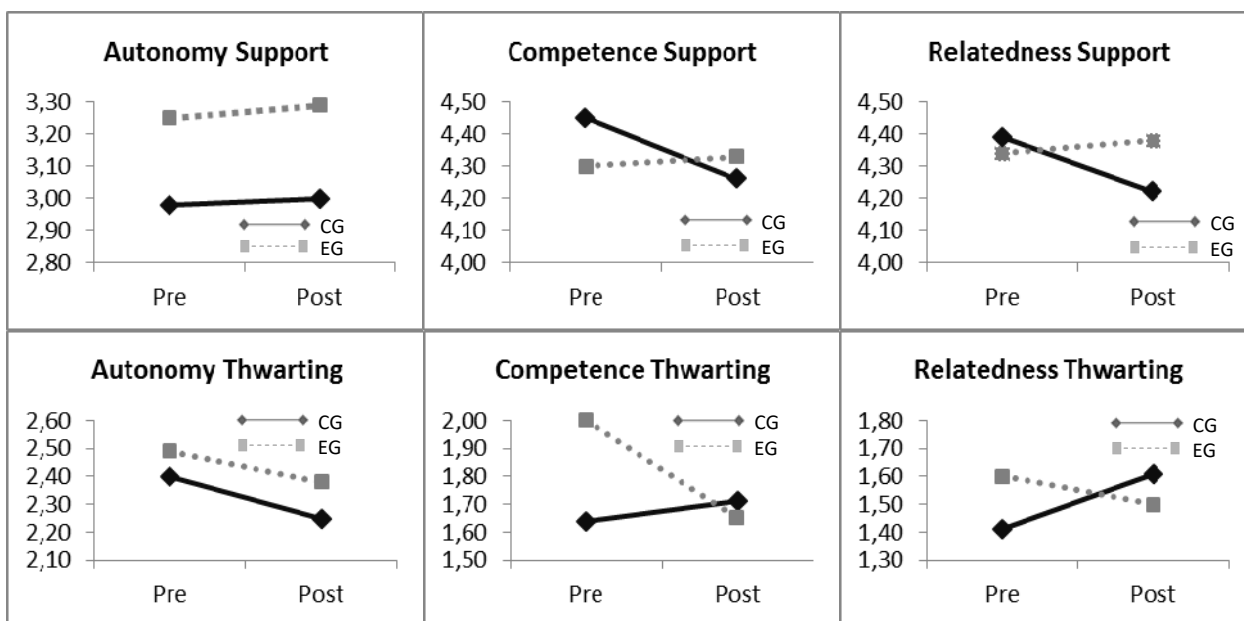 Autonomy Support
3,30
3,20
3,10
3,00
2,90
2,80
CG
EG
Pre Post
Competence Support
4,50
4,40
4,30
4,20
4,10
4,00
CG
EG
Pre Post
Relatedness Support
4,50
4,40
4,30
4,20
4,10
4,00
CG
EG
Pre Post
Autonomy Thwarting
2,60
2,50
2,40
2,30
2,20
2,10
CG
EG
Pre Post
Competence Thwarting
2,00
1,90
1,80
1,70
1,60
1,50
CG
EG
Pre Post
Relatedness Thwarting
1,80
1,70
1,60
1,50
1,40
1,30
CG
EG
Pre Post